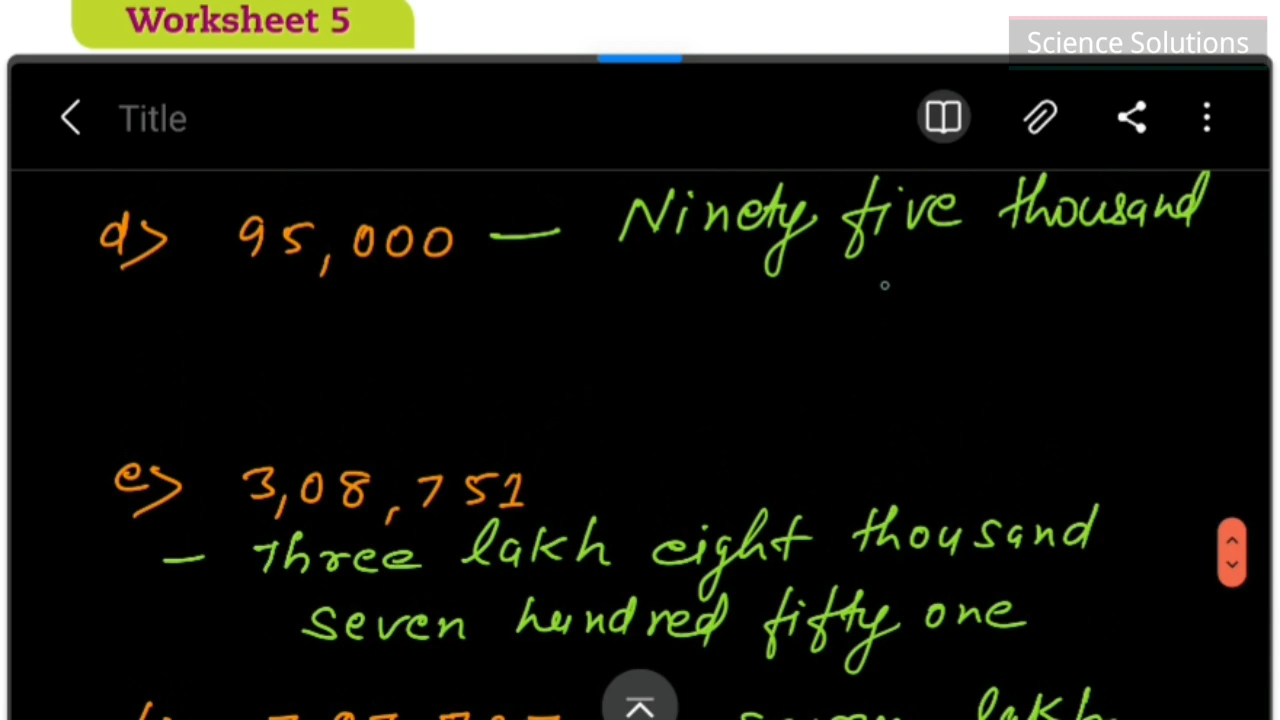 Worksheet 5
Science Solutions
Title
d> 95,000 — Ninety five thousand
e> 3,08,751
- Three lakh eight thousand
seven hundred fifty one
lakh